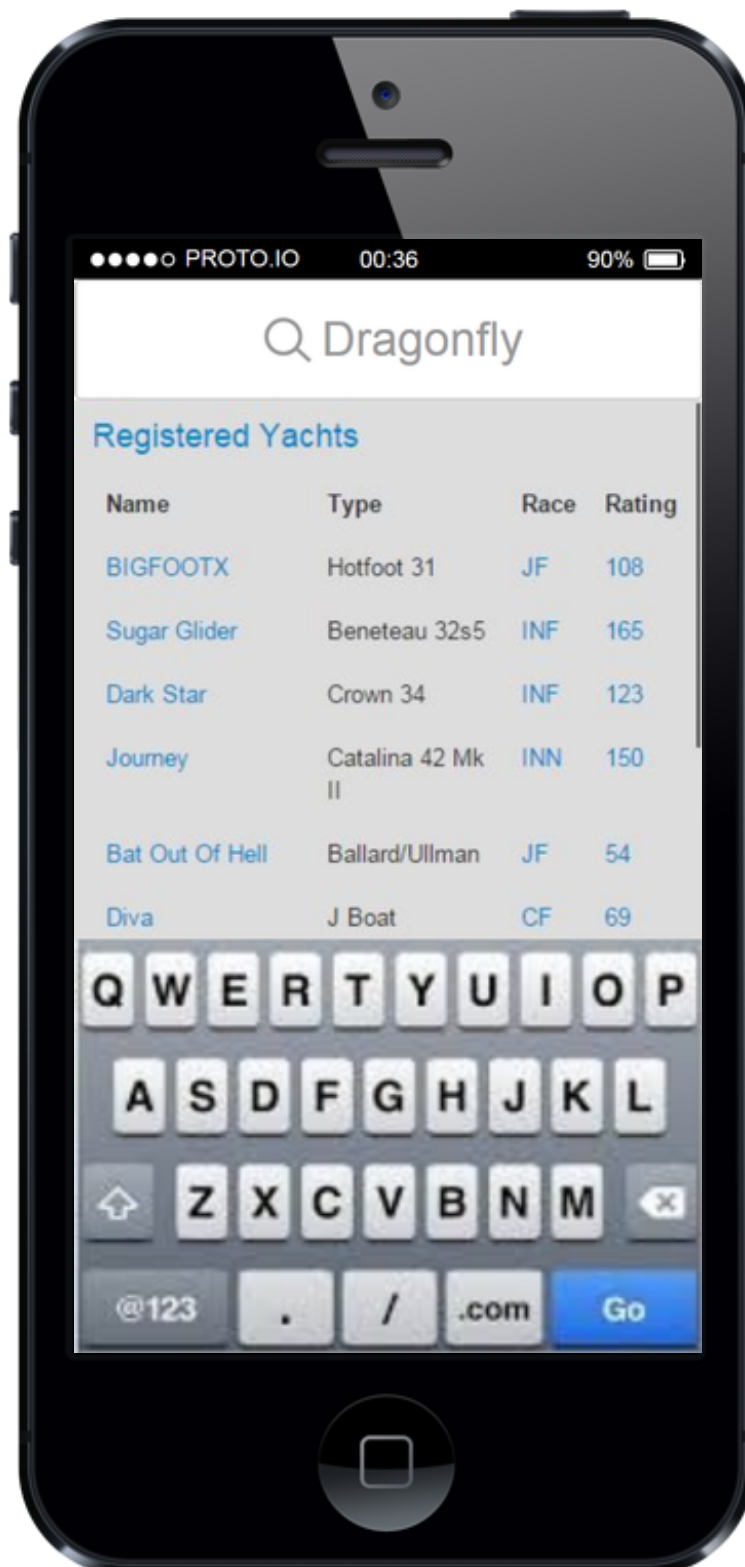 PROTO.IO 00:36 90%
Dragonfly
Registered Yachts
Name Type Race Rating
BIGFOOTX Hotfoot 31 JF 108
Sugar Glider Beneteau 32s5 INF 165
Dark Star Crown 34 INF 123
Journey Catalina 42 Mk INN 150
II
Bat Out Of Hell Ballard/Ullman JF 54
Diva J Boat CF 69
Q W E R T Y U I O P
A S D F G H J K L
Z X C V B N M
@123 . / .com Go